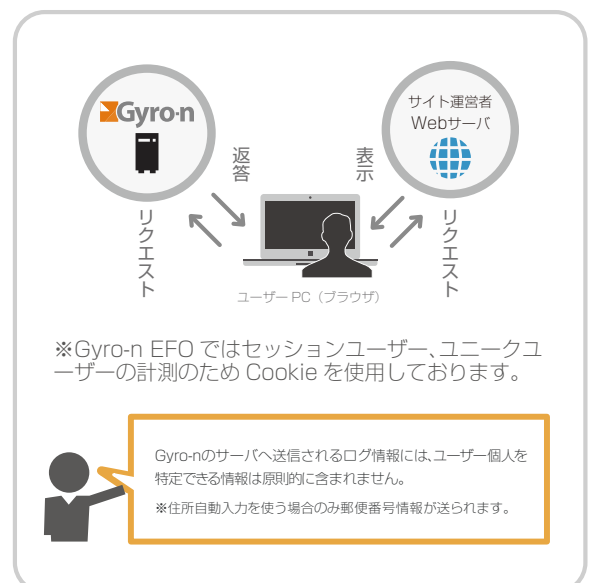 Gyro-n
サイト運営者
Webサーバ
返答
表示
リクエスト
リクエスト
ユーザー PC（ブラウザ）
※Gyro-n EFO ではセッションユーザー、ユニークユ
ーザーの計測のため Cookie を使用しております。
Gyro-nのサーバへ送信されるログ情報には、ユーザー個人を
特定できる情報は原則的に含まれません。
※住所自動入力を使う場合のみ郵便番号情報が送られます。